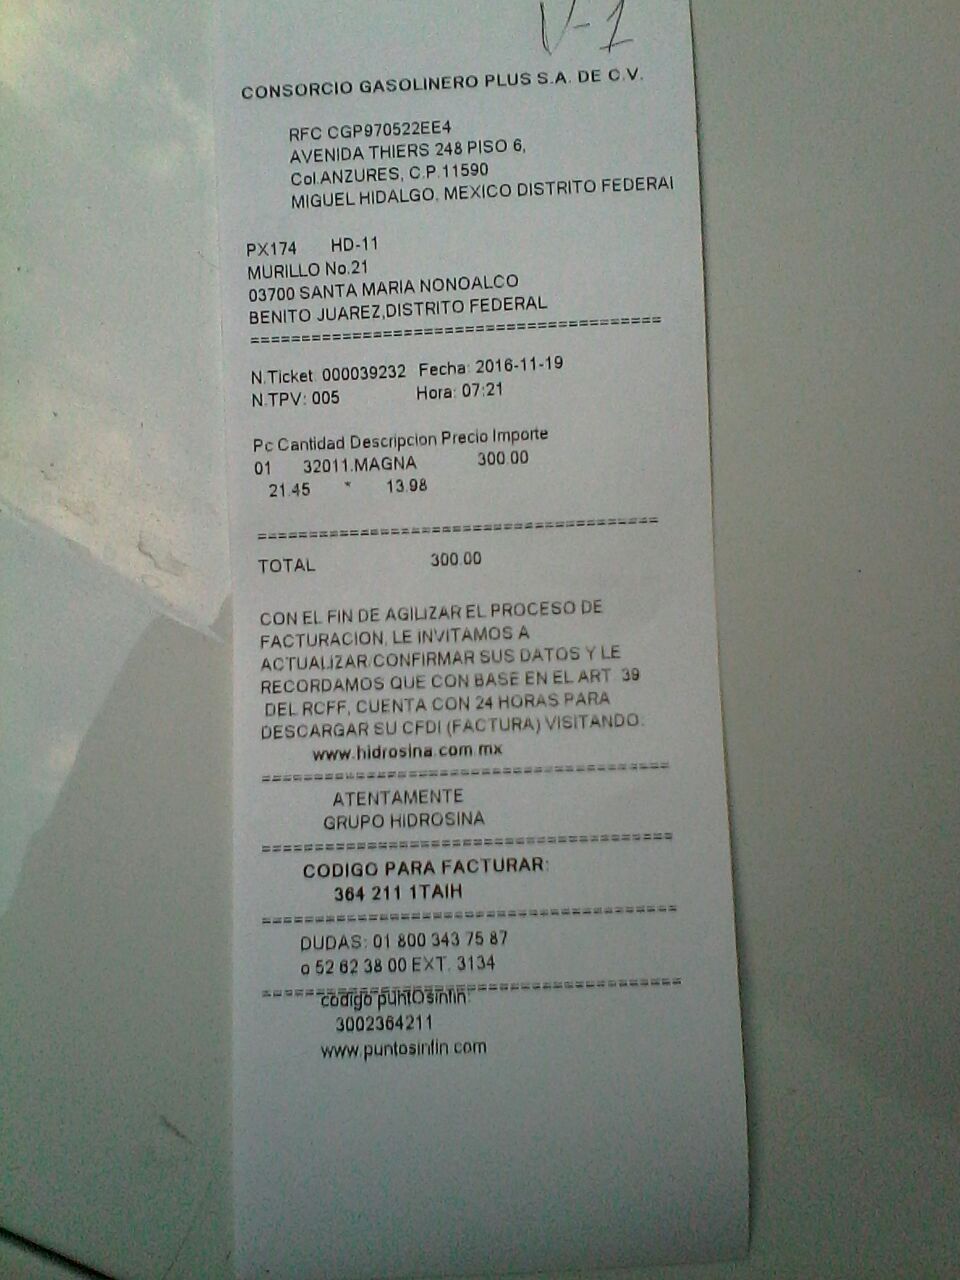 V-1
CONSORCIO GASOLINERO PLUS S.A. DE C.V.
RFC CGP970522EE4
AVENIDA THIERS 248 PISO 6,
Col.ANZURES, C.P.11590
MIGUEL HIDALGO, MEXICO DISTRITO FEDERAl
PX174 HD-11
MURILLO No.21
03700 SANTA MARIA NONOALCO
BENITO JUAREZ,DISTRITO FEDERAL
=======================================
N.Ticket: 000039232 Fecha: 2016-11-19
N.TPV: 005 Hora: 07:21
Pc Cantidad Descripcion Precio Importe
01 32011.MAGNA 300.00
21.45 * 13.98
=======================================
TOTAL 300.00
CON EL FIN DE AGILIZAR EL PROCESO DE
FACTURACION, LE INVITAMOS A
ACTUALIZAR/CONFIRMAR SUS DATOS Y LE
RECORDAMOS QUE CON BASE EN EL ART. 39
DEL RCFF, CUENTA CON 24 HORAS PARA
DESCARGAR SU CFDI (FACTURA) VISITANDO:
www.hidrosina.com.mx
=======================================
ATENTAMENTE
GRUPO HIDROSINA
=======================================
CODIGO PARA FACTURAR:
364 211 1TAIH
=======================================
DUDAS: 01 800 343 75 87
o 52 62 38 00 EXT. 3134
=======================================
codigo puntOsinfin:
3002364211
www.puntosinfin.com